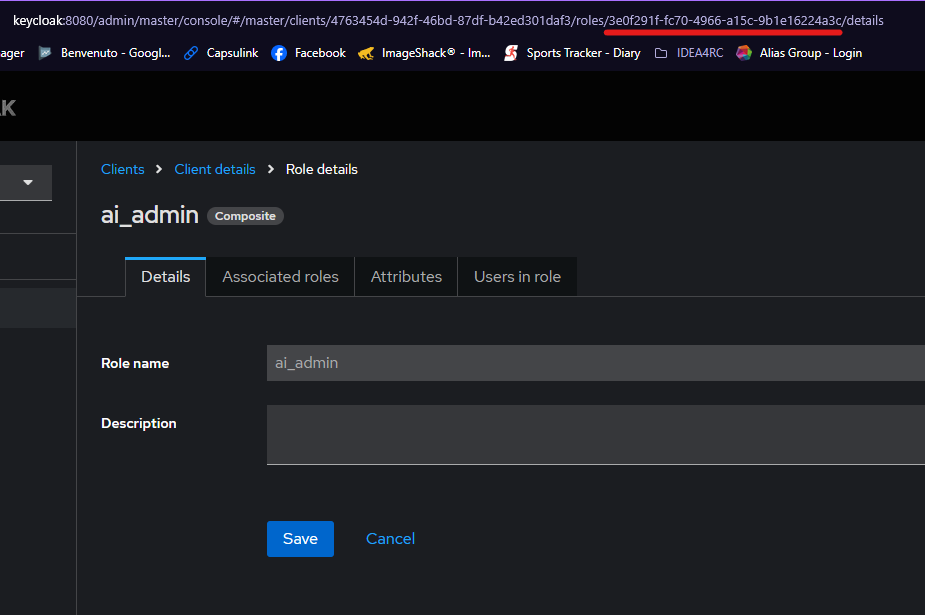 keycloak:8080/admin/master/console/#/master/clients/4763454d-942f-46bd-87df-b42ed301daf3/roles/3e0f291f-fc70-4966-a15c-9b1e16224a3c/details
ager Benvenuto - Googl... Capsulink Facebook ImageShack® - Im... Sports Tracker - Diary IDEA4RC Alias Group - Login
K
Clients > Client details > Role details
ai_admin Composite
Details Associated roles Attributes Users in role
Role name ai_admin
Description
Save Cancel